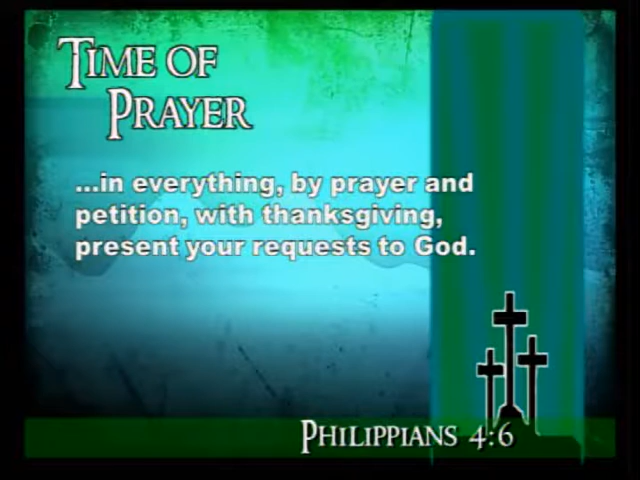 Time of
Prayer
...in everything, by prayer and
petition, with thanksgiving,
present your requests to God.
Philippians 4:6